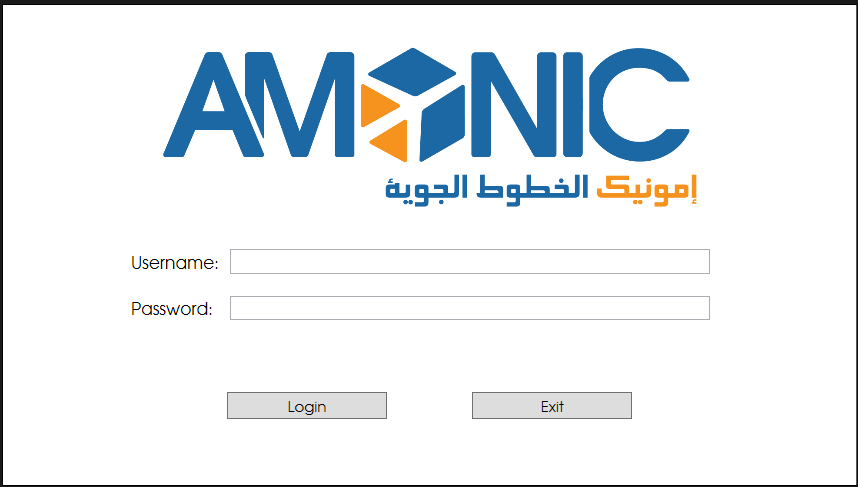 AMONIC
إمونيك الخطوط الجوية
Username:
Password:
Login Exit